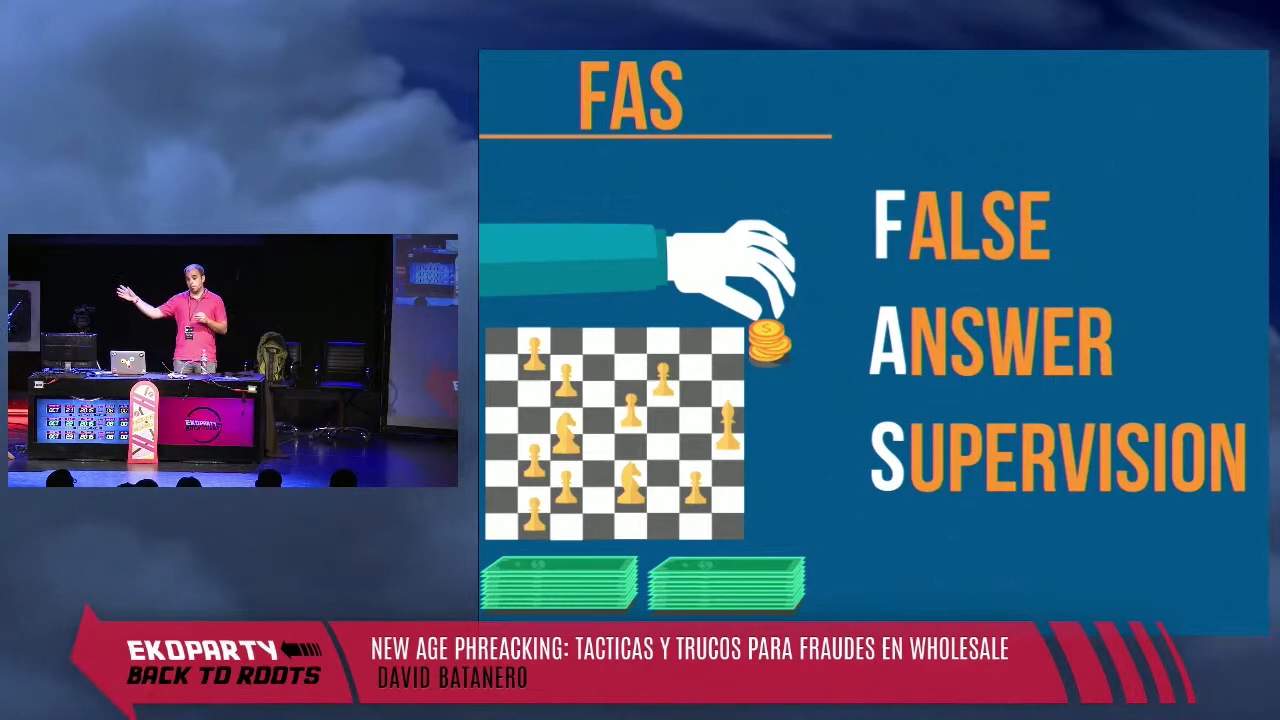 FAS
FALSE
ANSWER
SUPERVISION
EKOPARTY
BACK TO ROOTS
NEW AGE PHREACKING: TACTICAS Y TRUCOS PARA FRAUDES EN WHOLESALE
DAVID BATANERO